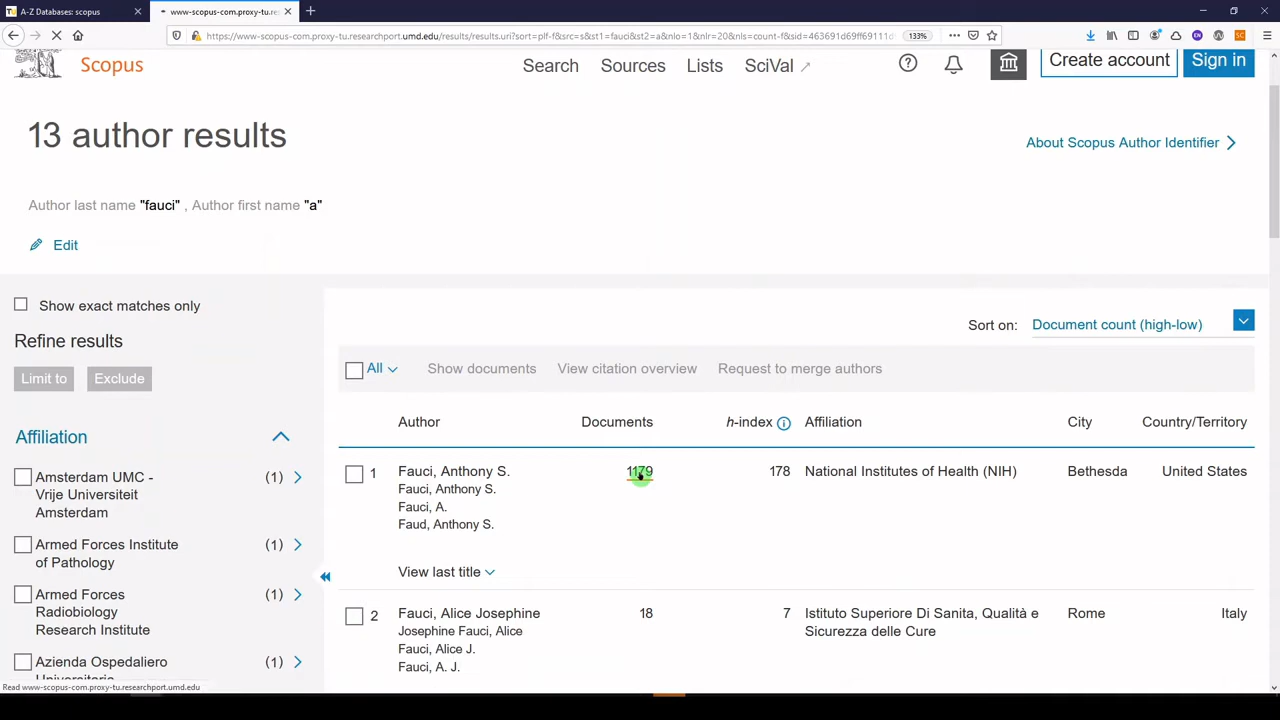 A-Z Databases: scopus
www-scopus-com.proxy-tu.resear
https://www-scopus-com.proxy-tu.researchport.umd.edu/results/results.uri?sort=plf-f&src=s&st1=fauci&st2=a&nlo=1&nlr=20&nls=count-f&sid=463691d69ff69111d
133%
Scopus
Search
Sources
Lists
SciVal
Create account
Sign in
13 author results
About Scopus Author Identifier
Author last name "fauci" , Author first name "a"
Edit
Show exact matches only
Refine results
Limit to
Exclude
Affiliation
Amsterdam UMC -
Vrije Universiteit
Amsterdam
(1)
Armed Forces Institute
of Pathology
(1)
Armed Forces
Radiobiology
Research Institute
(1)
Azienda Ospedaliero
Universitaria
(1)
Sort on: Document count (high-low)
All
Show documents
View citation overview
Request to merge authors
Author Documents h-index Affiliation City Country/Territory
1 Fauci, Anthony S. 1179 178 National Institutes of Health (NIH) Bethesda United States
Fauci, Anthony S.
Fauci, A.
Faud, Anthony S.
View last title
2 Fauci, Alice Josephine 18 7 Istituto Superiore Di Sanita, Qualità e Rome Italy
Josephine Fauci, Alice Sicurezza delle Cure
Fauci, Alice J.
Fauci, A. J.
Read www-scopus-com.proxy-tu.researchport.umd.edu